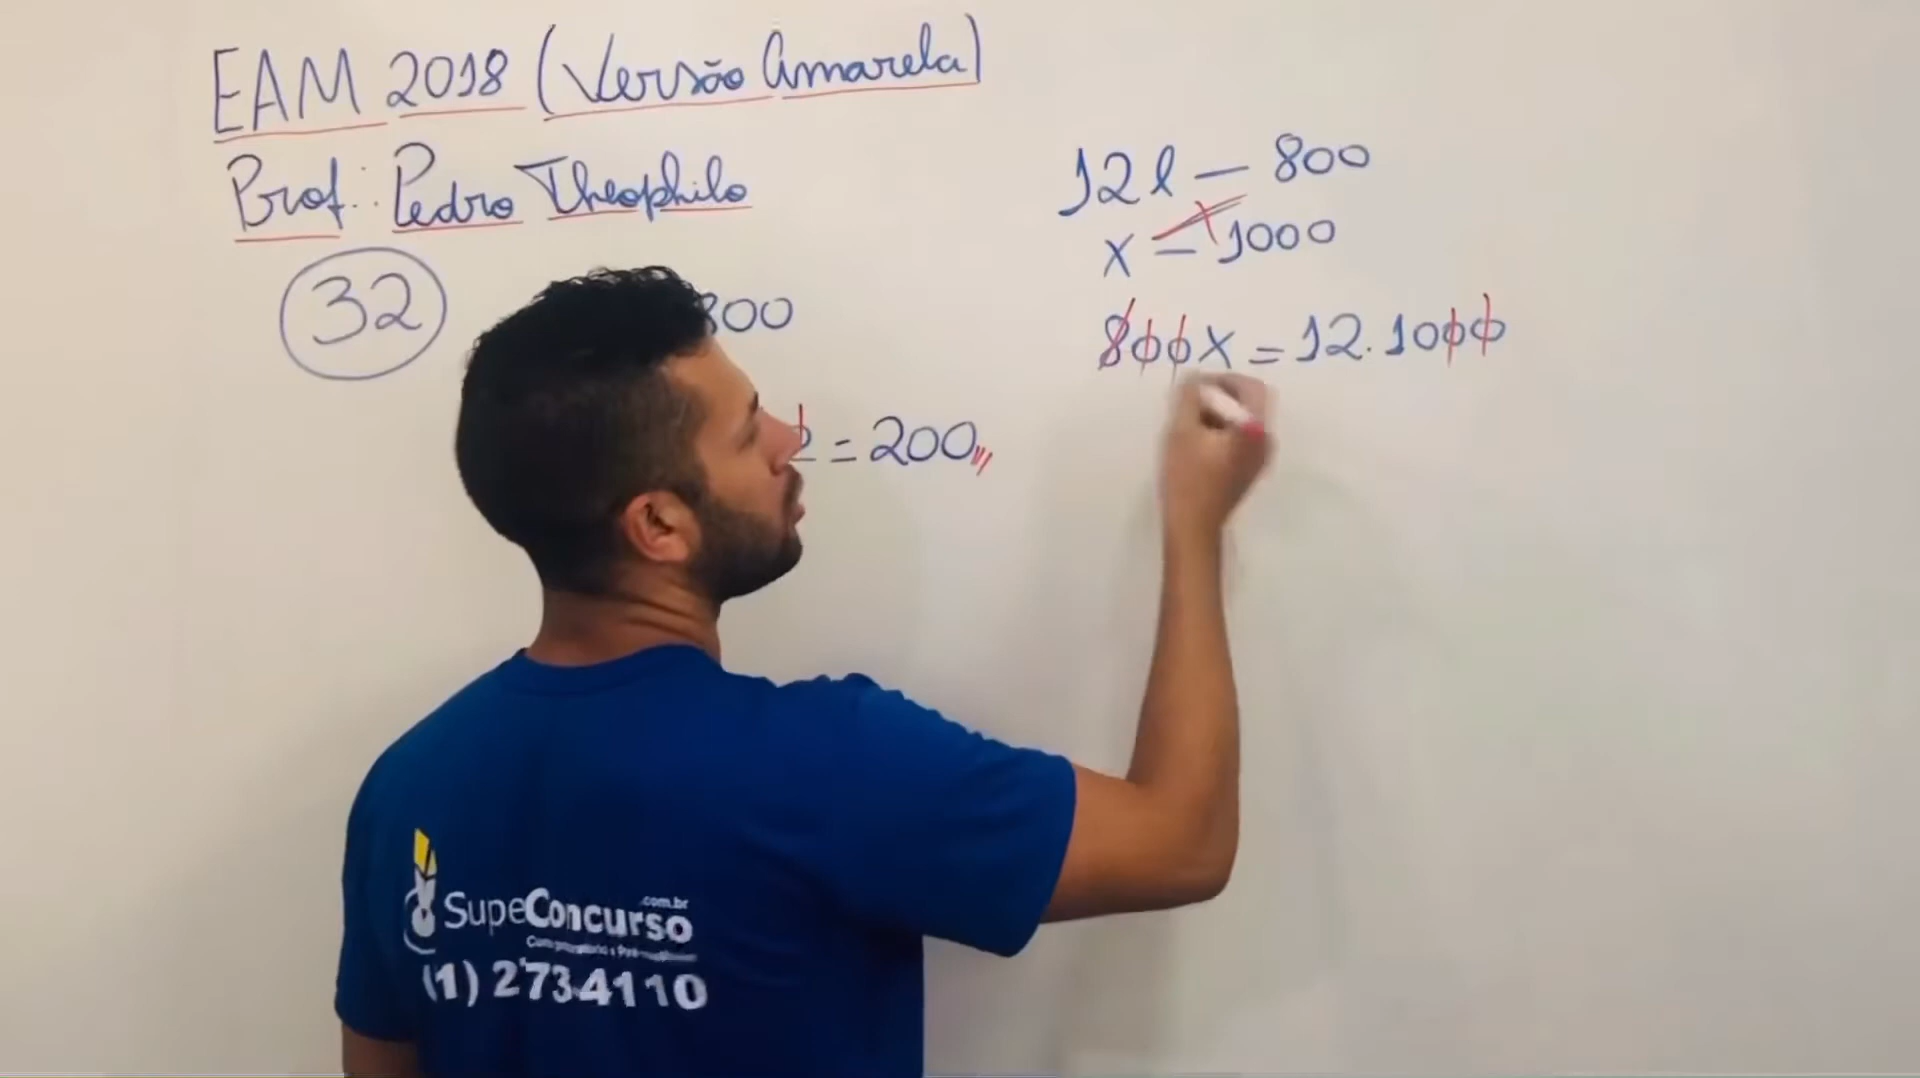 EAM 2018 (Versão Amarela)
Prof.: Pedro Theophilo
32
800
= 200
12l — 800
x — 1000
800x = 12.1000
SupeConcurso
.com.br
(1) 2734110